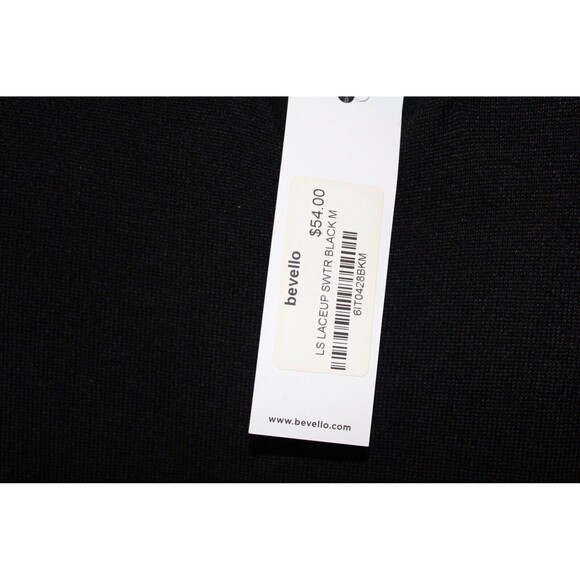 bevello
$54.00
LS LACEUP SWTR BLACK M
6IT0428BKM
www.bevello.com